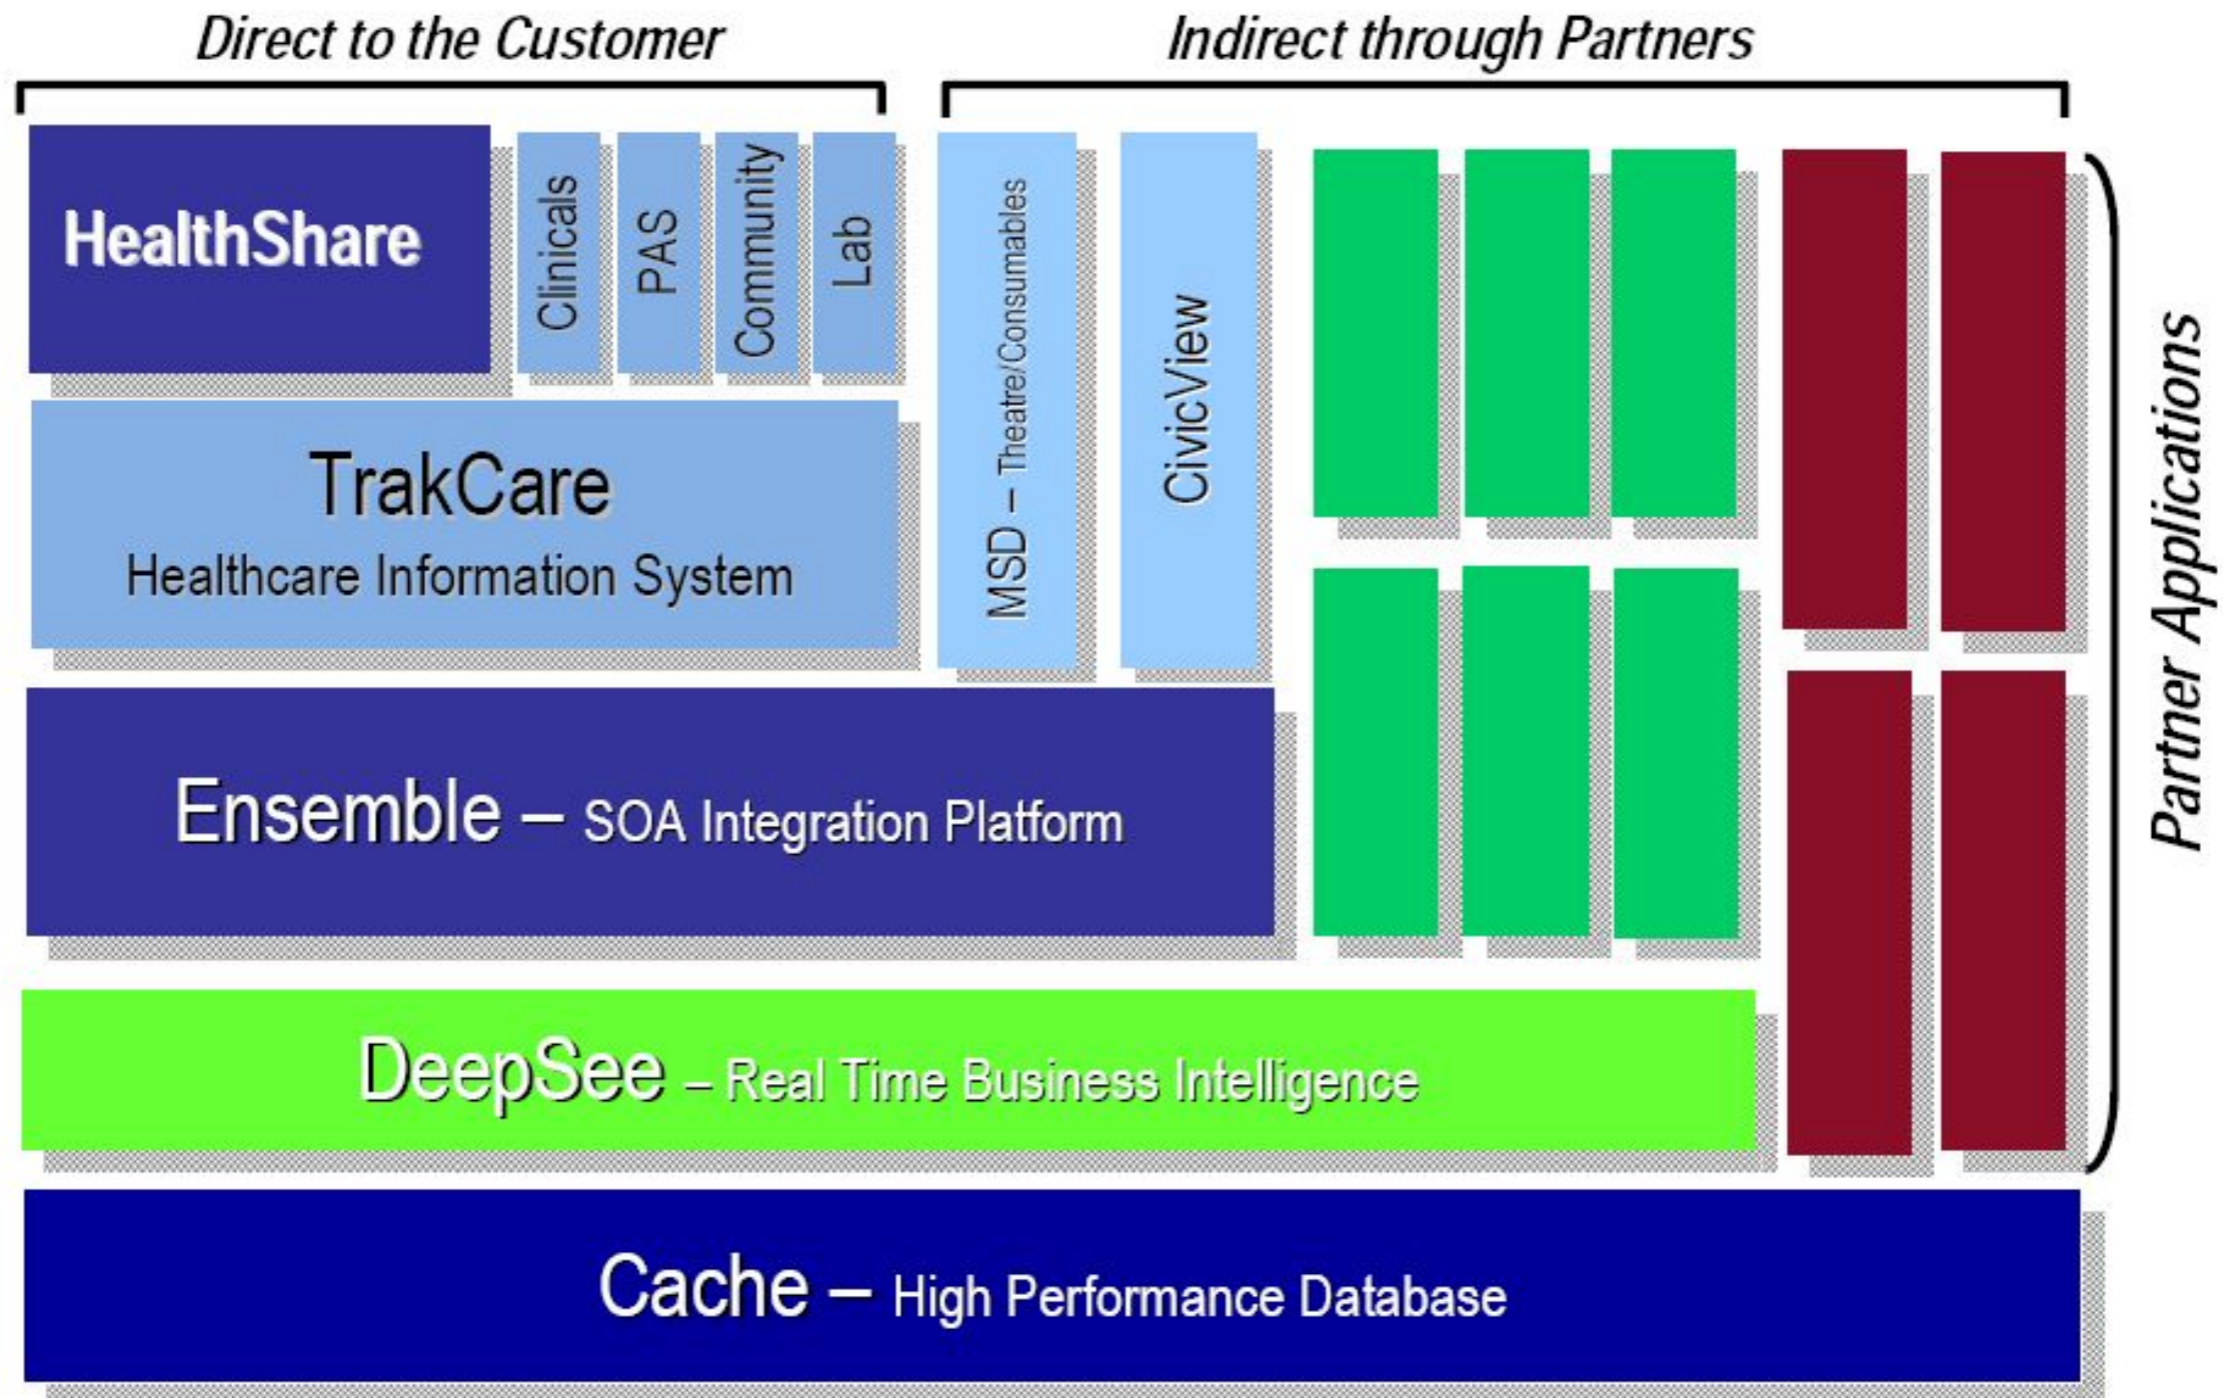 Direct to the Customer
Indirect through Partners
HealthShare
Clinicals
PAS
Community
Lab
MSD – Theatre/Consumables
CivicView
TrakCare
Healthcare Information System
Ensemble – SOA Integration Platform
DeepSee – Real Time Business Intelligence
Cache – High Performance Database
Partner Applications